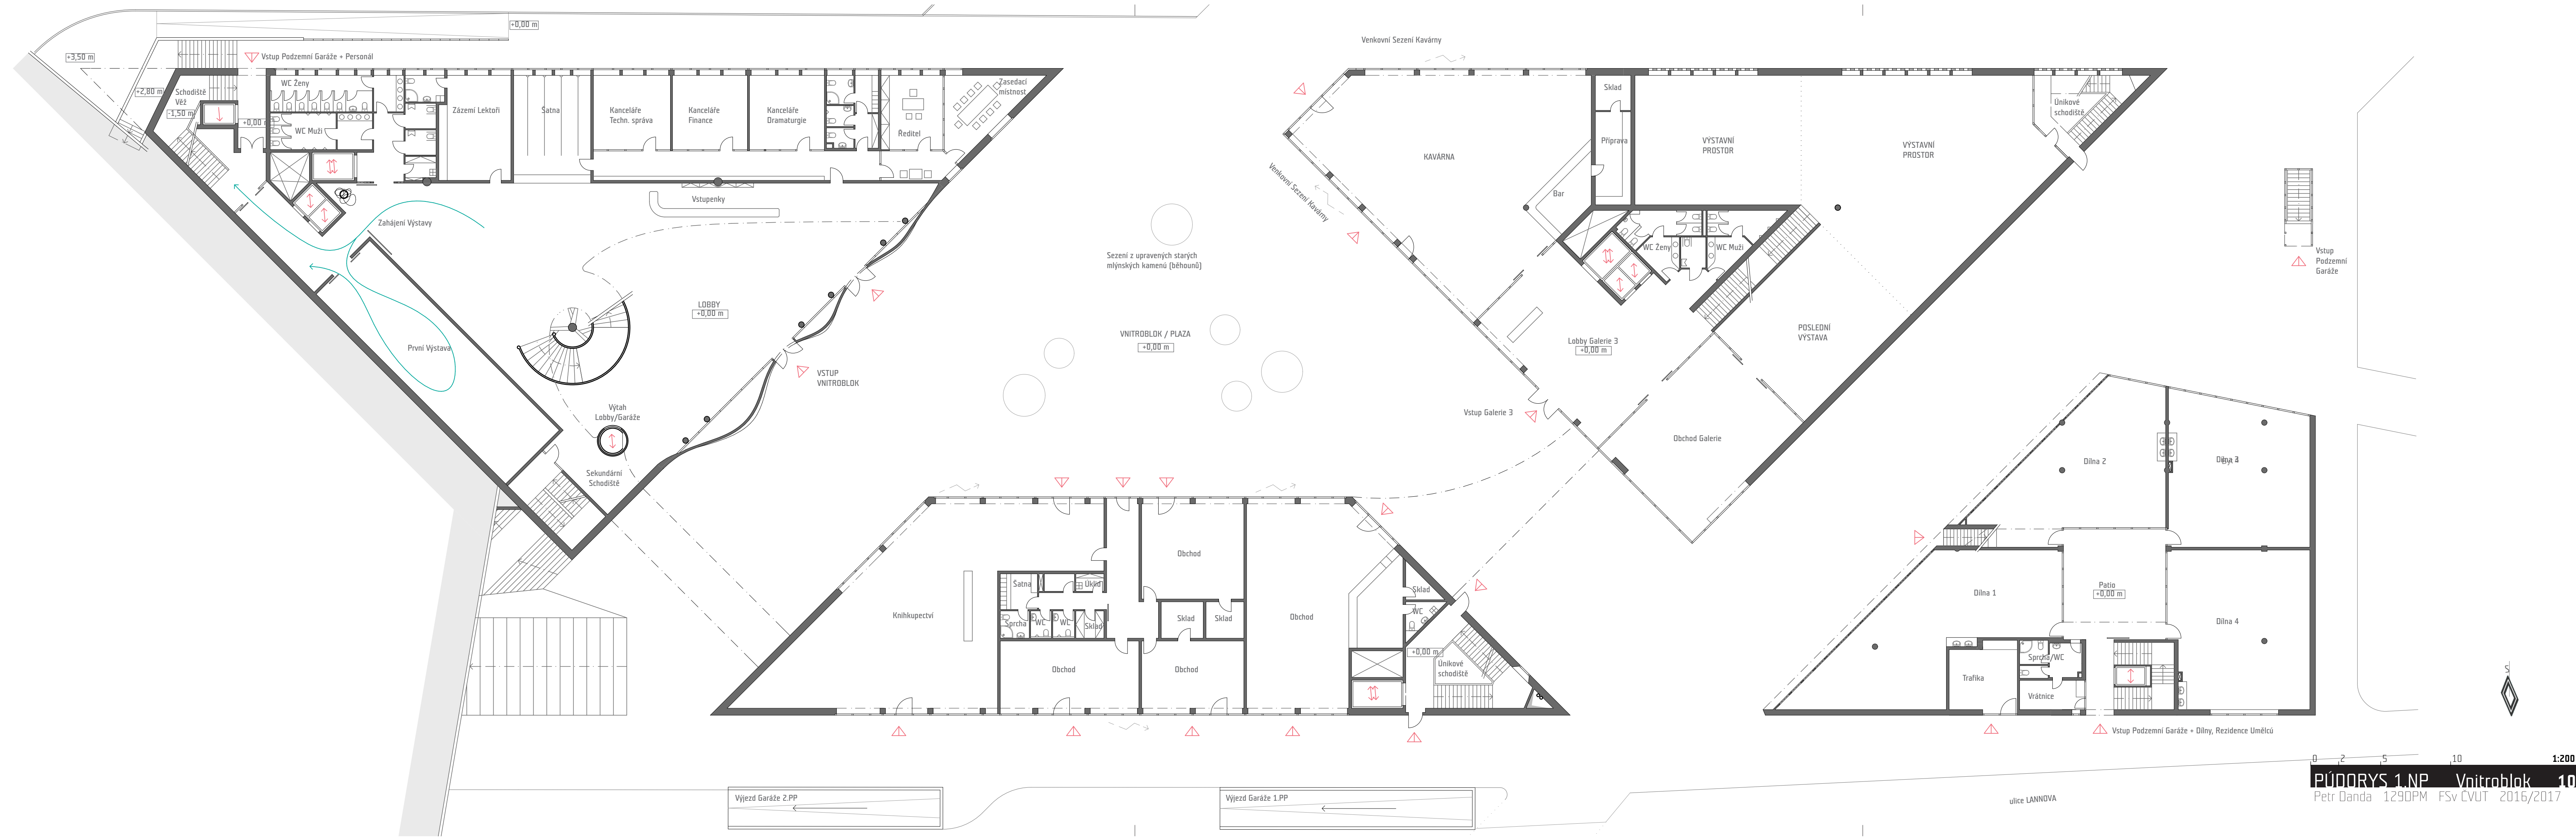 +0,00 m
Venkovní Sezení Kavárny
+3,50 m
Vstup Podzemní Garáže + Personál
+2,80 m
Schodiště
Věž
-1,50 m
WC Ženy
WC Muži
Zázemí Lektoři
Šatna
Kanceláře
Techn. správa
Kanceláře
Finance
Kanceláře
Dramaturgie
Ředitel
Zasedací
místnost
Vstupenky
Zahájení Výstavy
LOBBY
+0,00 m
První Výstava
Výtah
Lobby/Garáže
Sekundární
Schodiště
VSTUP
VNITROBLOK
Sezení z upravených starých
mlýnských kamenů (běhounů)
VNITROBLOK / PLAZA
+0,00 m
Venkovní Sezení Kavárny
KAVÁRNA
Bar
Sklad
Příprava
VÝSTAVNÍ
PROSTOR
VÝSTAVNÍ
PROSTOR
Únikové
schodiště
WC Ženy
WC Muži
Lobby Galerie 3
+0,00 m
POSLEDNÍ
VÝSTAVA
Vstup Galerie 3
Obchod Galerie
Vstup
Podzemní
Garáže
Knihkupectví
Šatna
Úklid
Sprcha
WC
WC
Sklad
Obchod
Obchod
Sklad
Sklad
Obchod
Obchod
Sklad
WC
+0,00 m
Únikové
schodiště
Dílna 2
Dílna 1
Patio
+0,00 m
Dílna 4
Trafika
Sprcha/WC
Vrátnice
Vstup Podzemní Garáže + Dílny, Rezidence Umělců
S
Výjezd Garáže 2.PP
Výjezd Garáže 1.PP
ulice LANNOVA
0 2 5 10 1:200
PŮDORYS 1.NP Vnitroblok 10
Petr Danda 129DPM FSv ČVUT 2016/2017